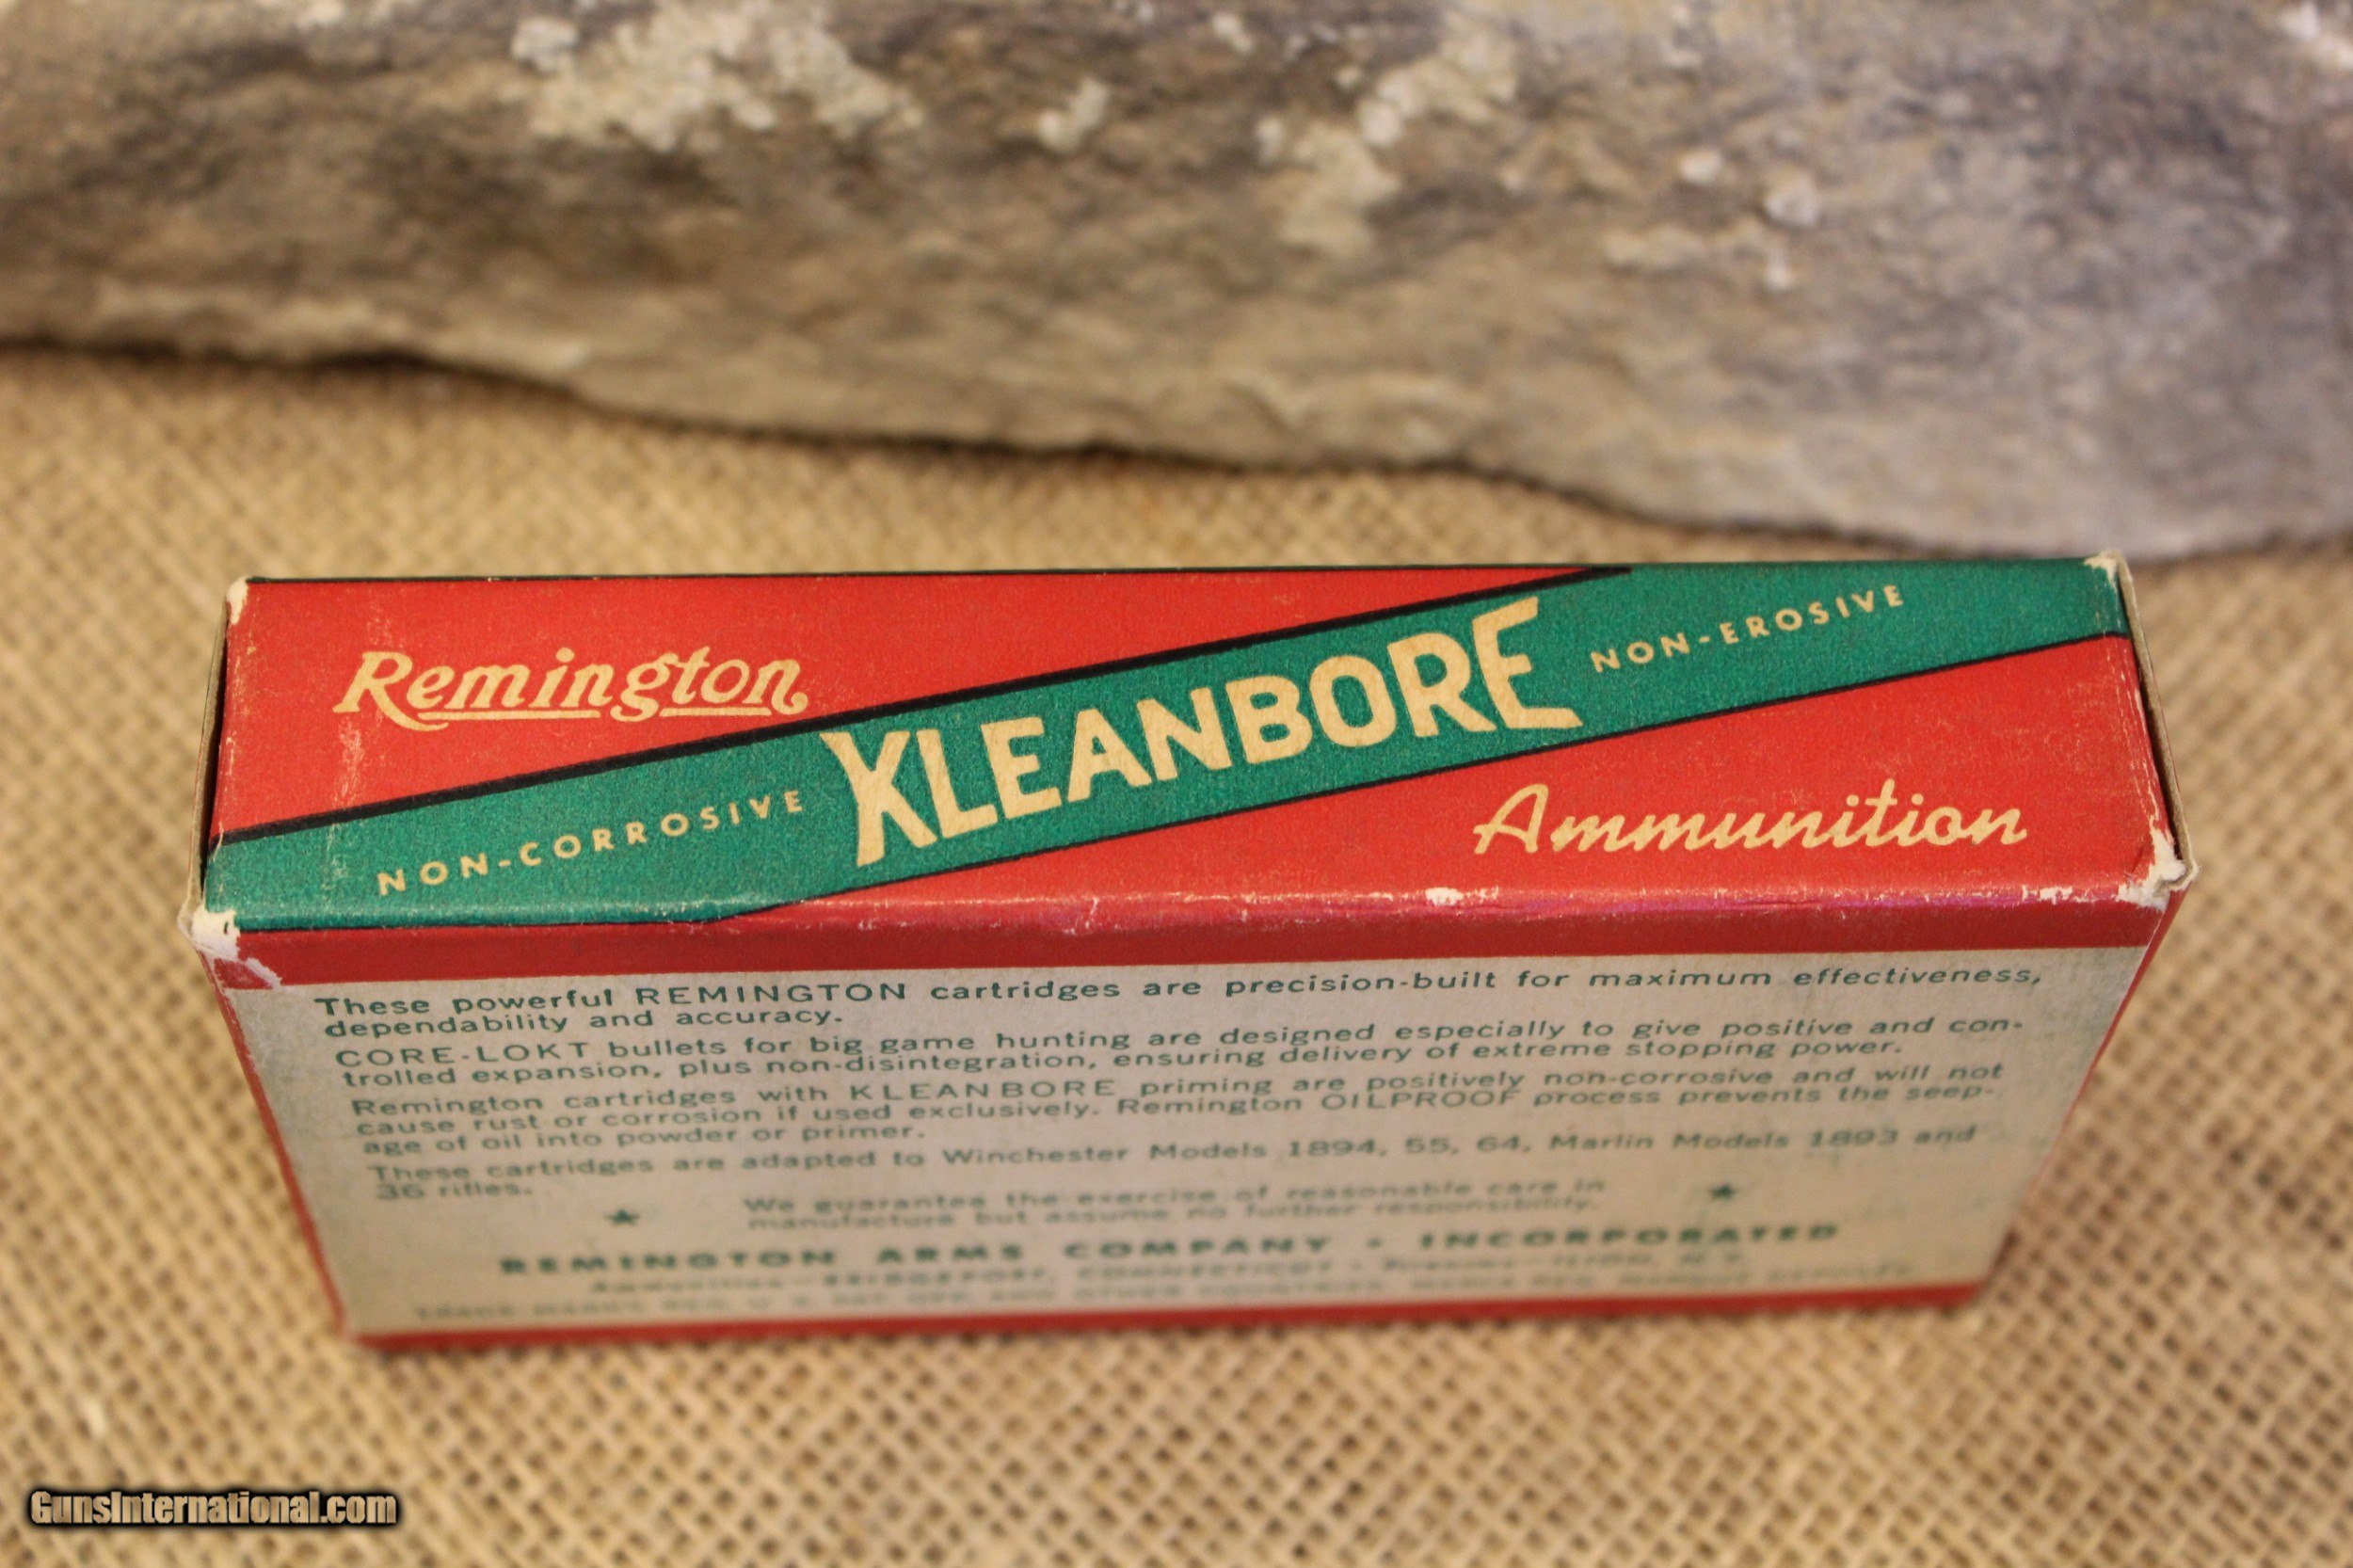 Remington
NON-CORROSIVE KLEANBORE NON-EROSIVE
Ammunition
These powerful REMINGTON cartridges are precision-built for maximum effectiveness,
dependability and accuracy.
CORE-LOKT bullets for big game hunting are designed especially to give positive and con-
trolled expansion, plus non-disintegration, ensuring delivery of extreme stopping power.
Remington cartridges with KLEANBORE priming are positively non-corrosive and will not
cause rust or corrosion if used exclusively. Remington OILPROOF process prevents the seep-
age of oil into powder or primer.
These cartridges are adapted to Winchester Models 1894, 55, 64, Marlin Models 1893 and
36 rifles.
We guarantee the exercise of reasonable care in
manufacture but assume no further responsibility.
REMINGTON ARMS COMPANY - INCORPORATED
Ammunition—BRIDGEPORT, CONNECTICUT
GunsInternational.com